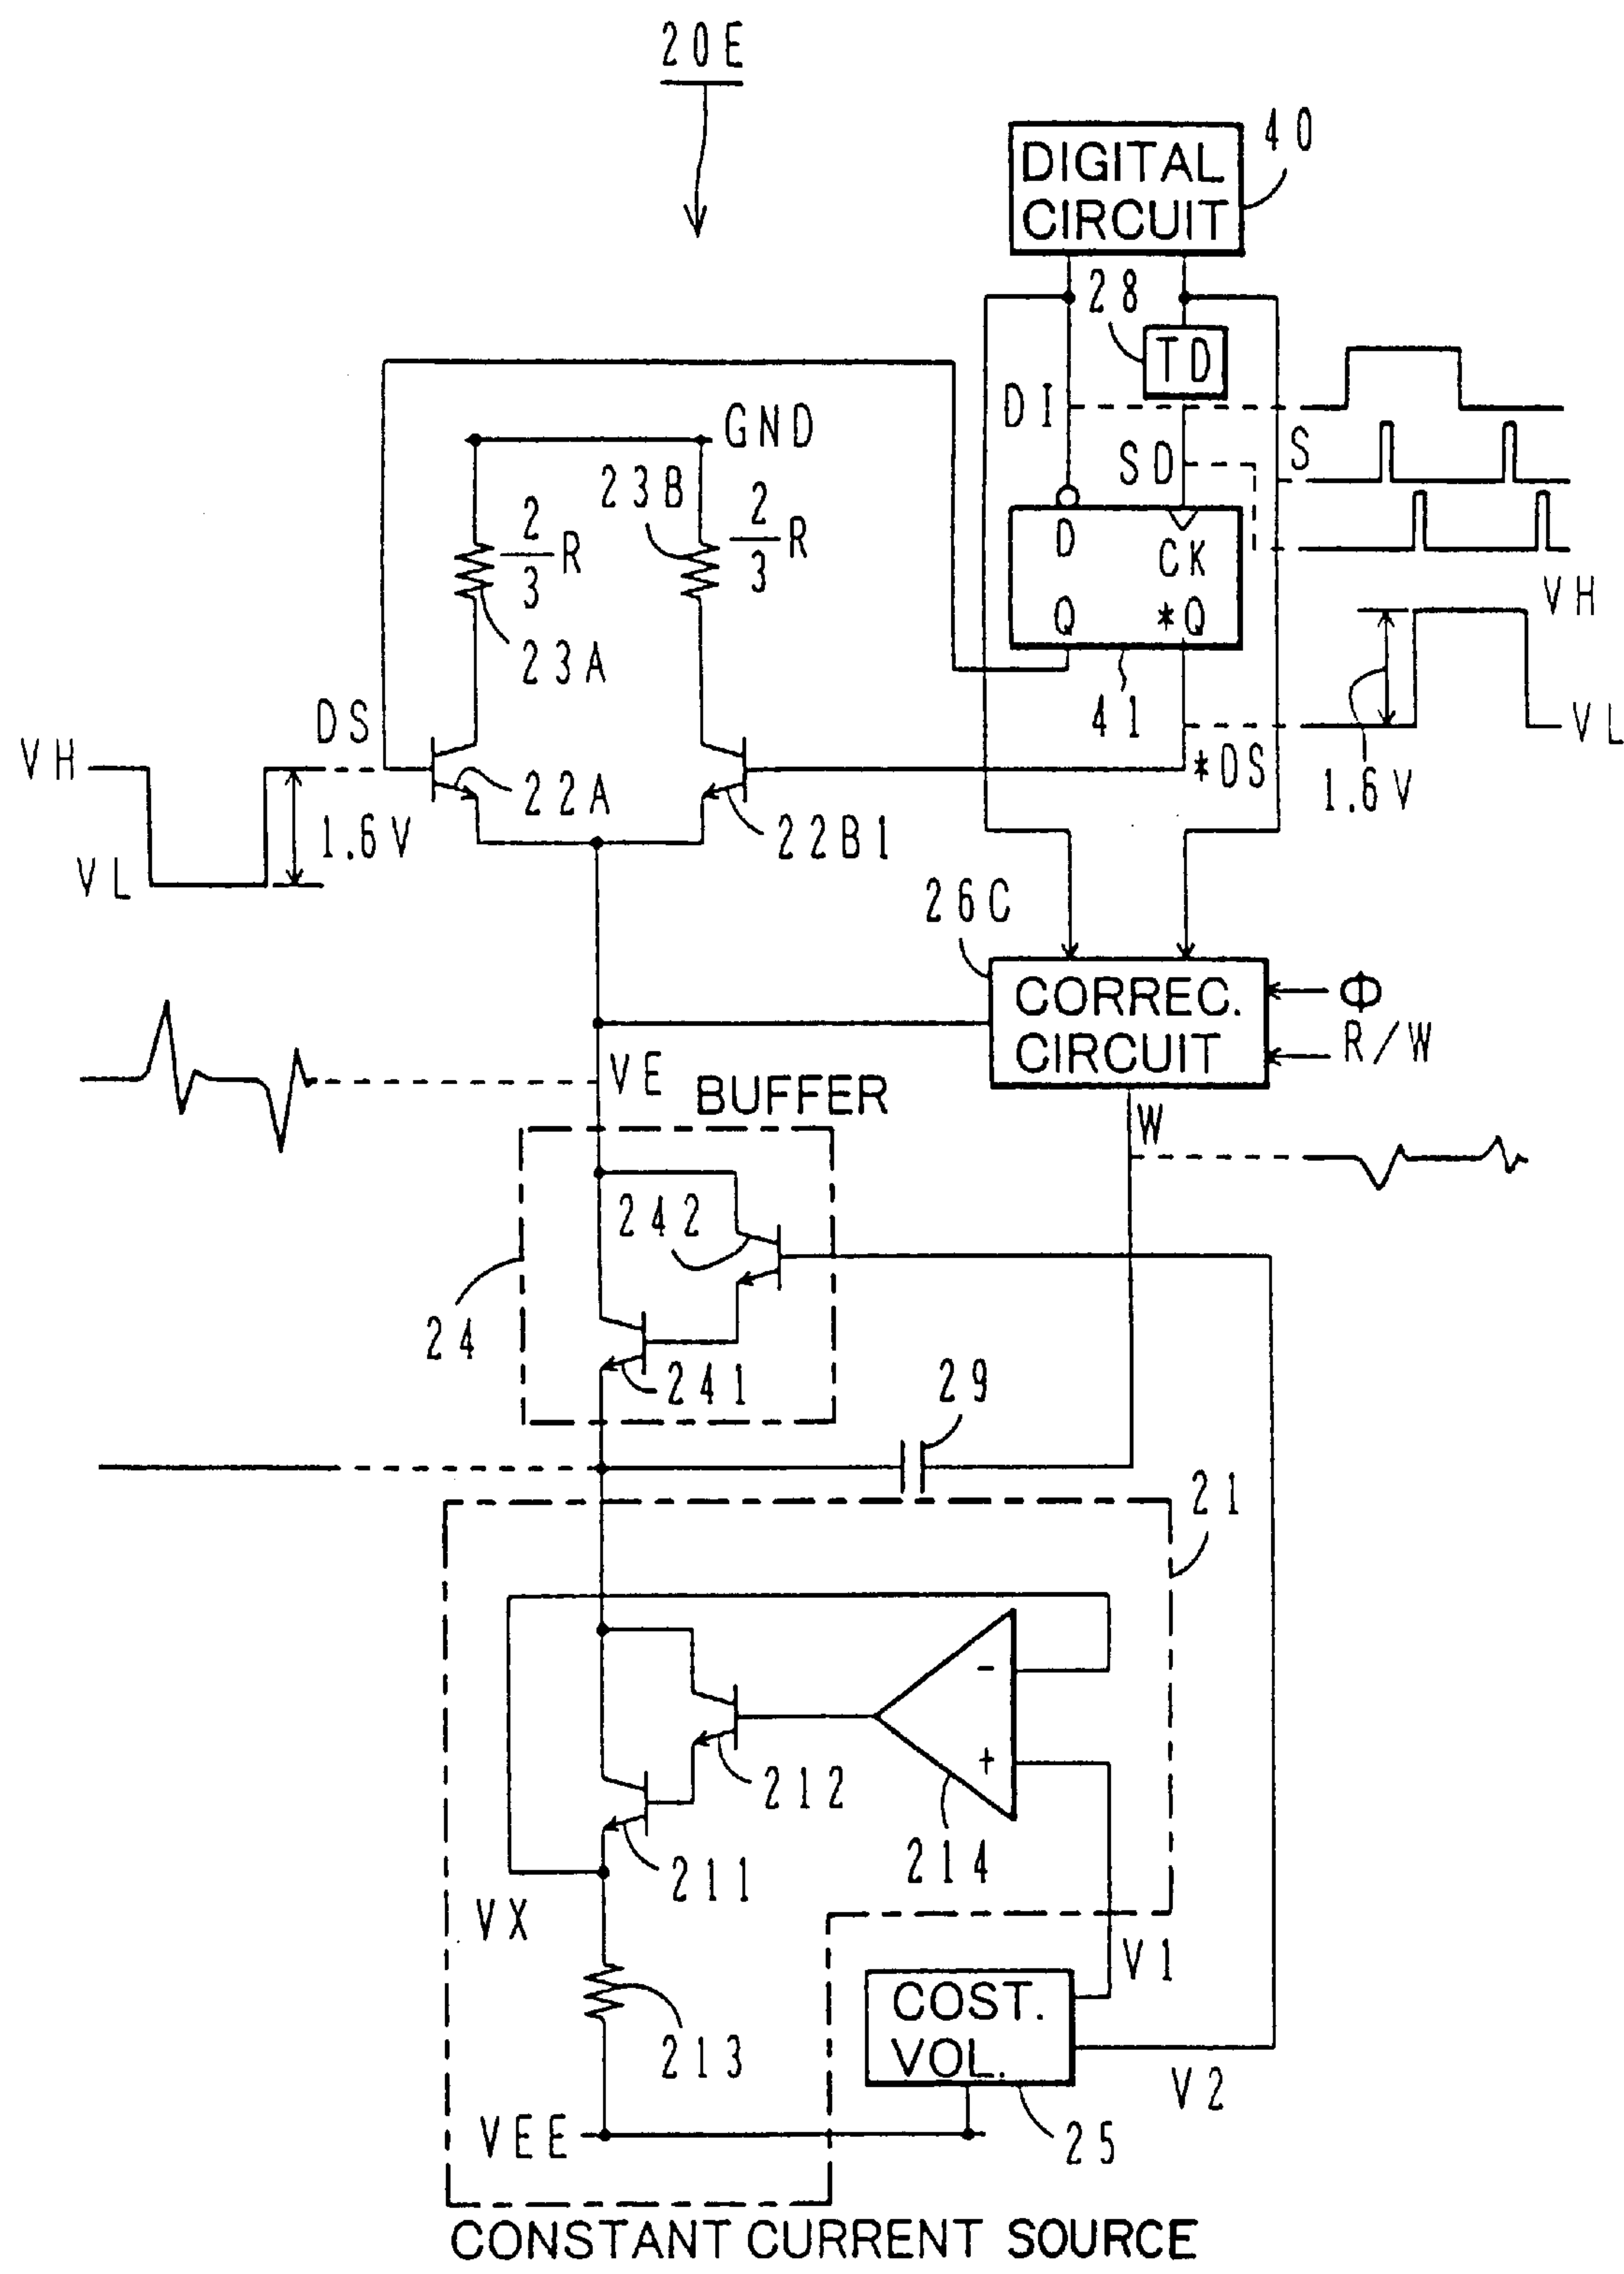 20E
40
DIGITAL
CIRCUIT
28
TD
DI
S
SD
GND
23B
2/3 R
2/3 R
23A
D
CK
Q
*Q
41
VH
VL
1.6V
DS
*DS
VH
VL
1.6V
22A
22B1
26C
CORREC.
CIRCUIT
Φ
R/W
VE
BUFFER
W
242
24
241
29
21
-
+
212
214
211
VX
V1
COST.
VOL.
213
V2
VEE
25
CONSTANT CURRENT SOURCE